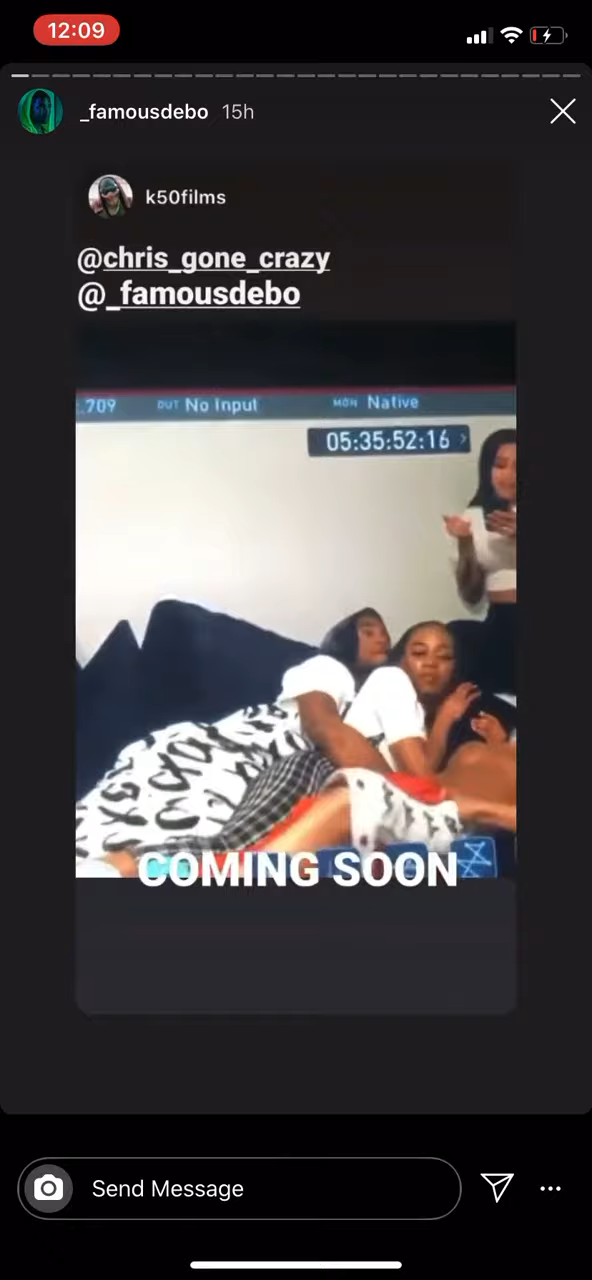 12:09
_famousdebo 15h
k50films
@chris_gone_crazy
@_famousdebo
.709 OUT No Input MON Native
05:35:52:16
COMING SOON
Send Message